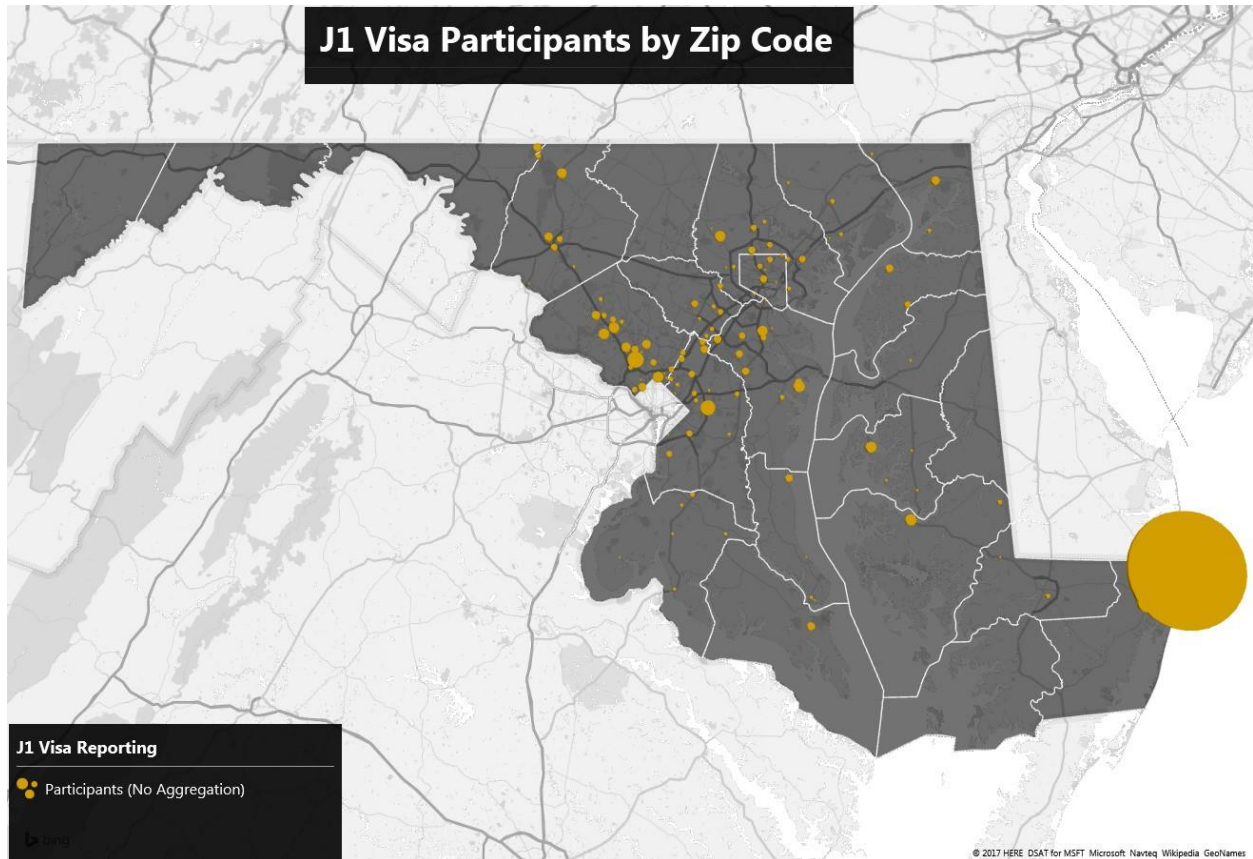 J1 Visa Participants by Zip Code
J1 Visa Reporting
Participants (No Aggregation)
bing
© 2017 HERE DSAT for MSFT Microsoft Navteq Wikipedia GeoNames